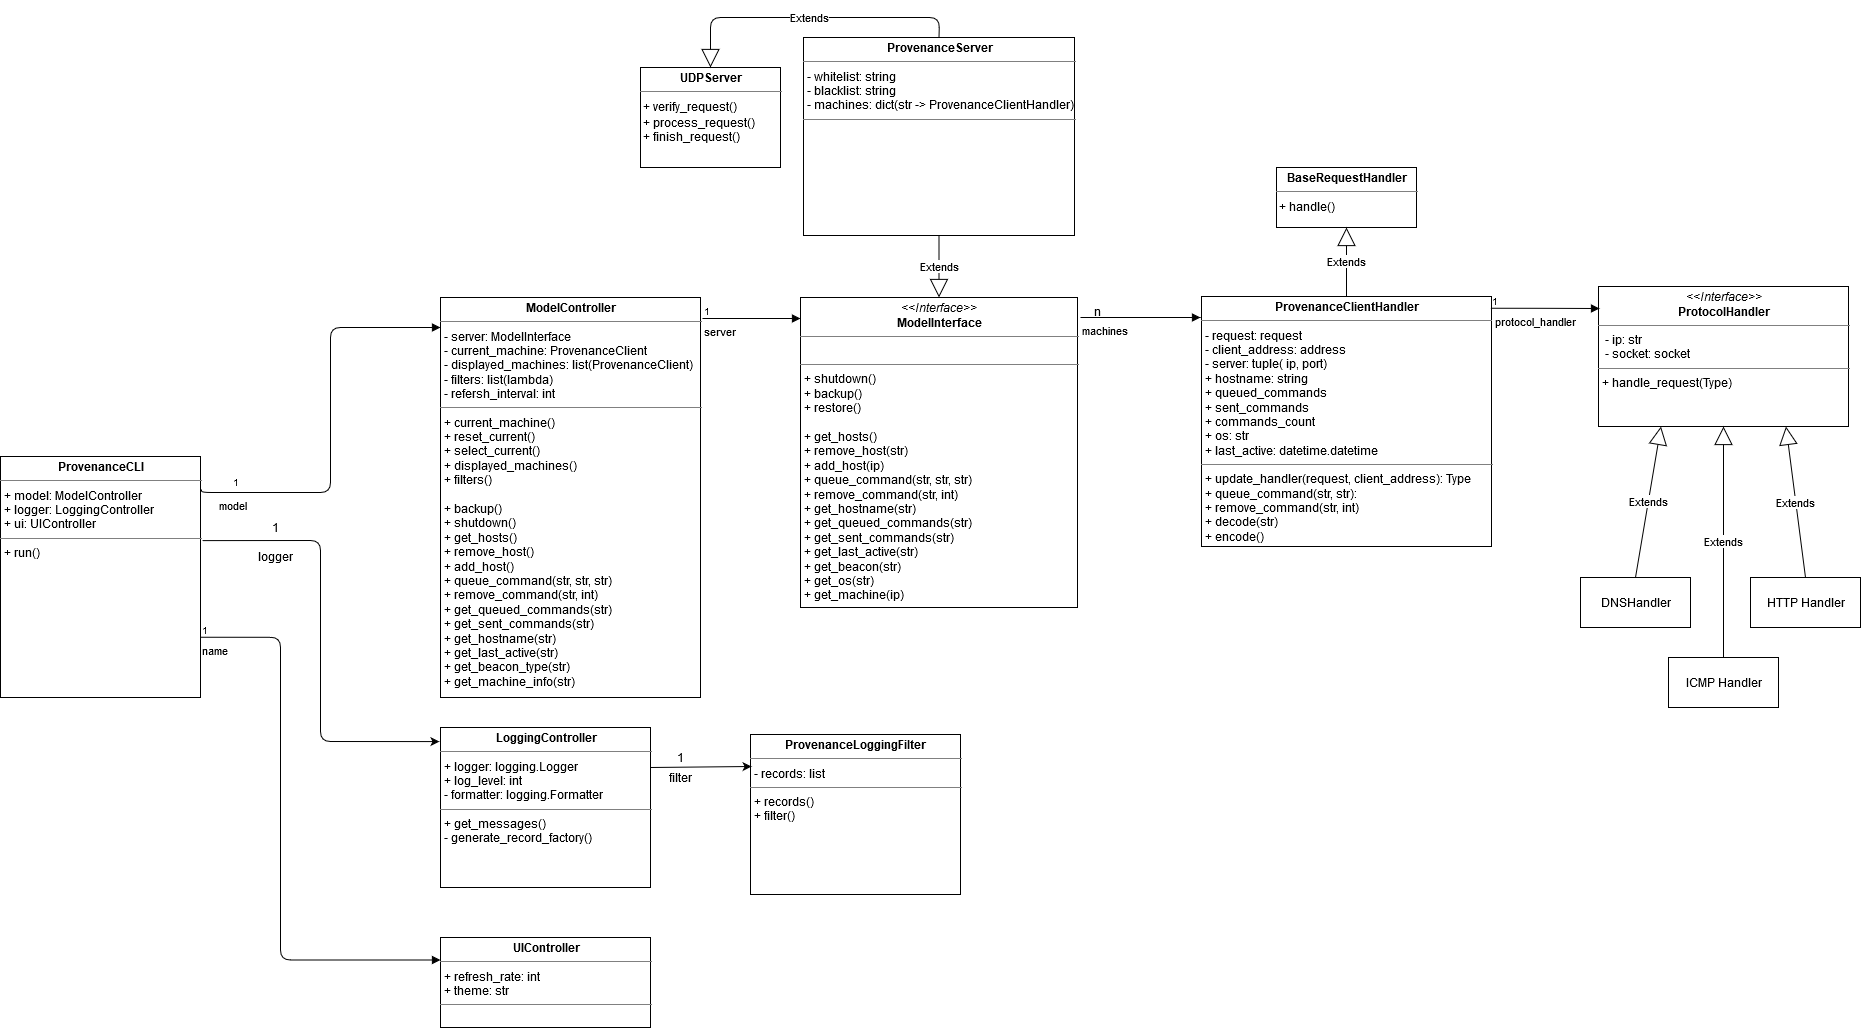 Extends
ProvenanceServer
- whitelist: string
- blacklist: string
- machines: dict(str -> ProvenanceClientHandler)
UDPServer
+ verify_request()
+ process_request()
+ finish_request()
Extends
BaseRequestHandler
+ handle()
Extends
ModelController
- server: ModelInterface
- current_machine: ProvenanceClient
- displayed_machines: list(ProvenanceClient)
- filters: list(lambda)
- refersh_interval: int
+ current_machine()
+ reset_current()
+ select_current()
+ displayed_machines()
+ filters()
+ backup()
+ shutdown()
+ get_hosts()
+ remove_host()
+ add_host()
+ queue_command(str, str, str)
+ remove_command(str, int)
+ get_queued_commands(str)
+ get_sent_commands(str)
+ get_hostname(str)
+ get_last_active(str)
+ get_beacon_type(str)
+ get_machine_info(str)
1
server
<<Interface>>
ModelInterface
+ shutdown()
+ backup()
+ restore()
+ get_hosts()
+ remove_host(str)
+ add_host(ip)
+ queue_command(str, str, str)
+ remove_command(str, int)
+ get_hostname(str)
+ get_queued_commands(str)
+ get_sent_commands(str)
+ get_last_active(str)
+ get_beacon(str)
+ get_os(str)
+ get_machine(ip)
n
machines
ProvenanceClientHandler
- request: request
- client_address: address
- server: tuple( ip, port)
+ hostname: string
+ queued_commands
+ sent_commands
+ commands_count
+ os: str
+ last_active: datetime.datetime
+ update_handler(request, client_address): Type
+ queue_command(str, str):
+ remove_command(str, int)
+ decode(str)
+ encode()
1
protocol_handler
<<Interface>>
ProtocolHandler
- ip: str
- socket: socket
+ handle_request(Type)
Extends
Extends
Extends
DNSHandler
HTTP Handler
ICMP Handler
ProvenanceCLI
+ model: ModelController
+ logger: LoggingController
+ ui: UIController
+ run()
1
model
1
logger
1
name
LoggingController
+ logger: logging.Logger
+ log_level: int
- formatter: logging.Formatter
+ get_messages()
- generate_record_factory()
1
filter
ProvenanceLoggingFilter
- records: list
+ records()
+ filter()
UIController
+ refresh_rate: int
+ theme: str